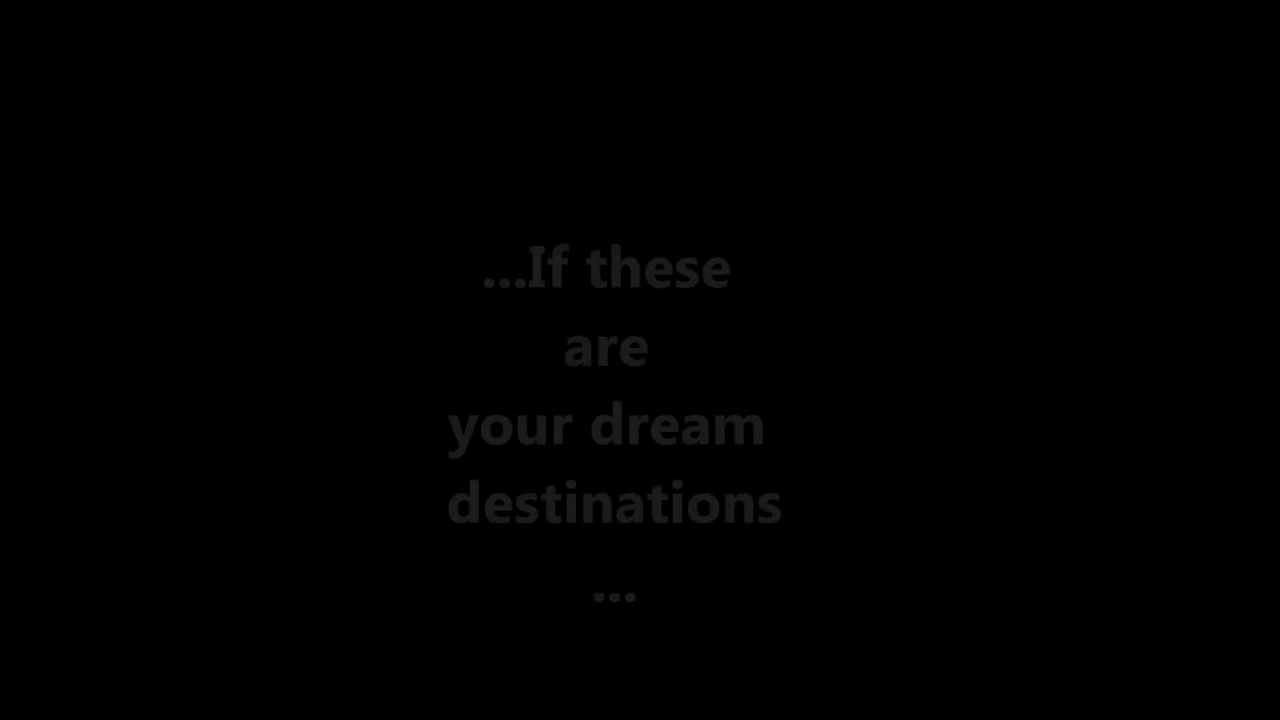 ...If these
are
your dream
destinations
...